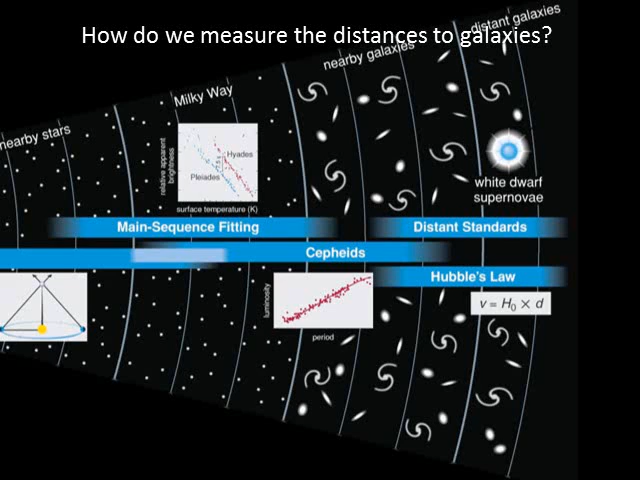 How do we measure the distances to galaxies?
distant galaxies
nearby galaxies
Milky Way
nearby stars
relative apparent
brightness
Hyades
Pleiades
surface temperature (K)
white dwarf
supernovae
Main-Sequence Fitting
Distant Standards
Cepheids
Hubble's Law
luminosity
period
v = H₀ × d